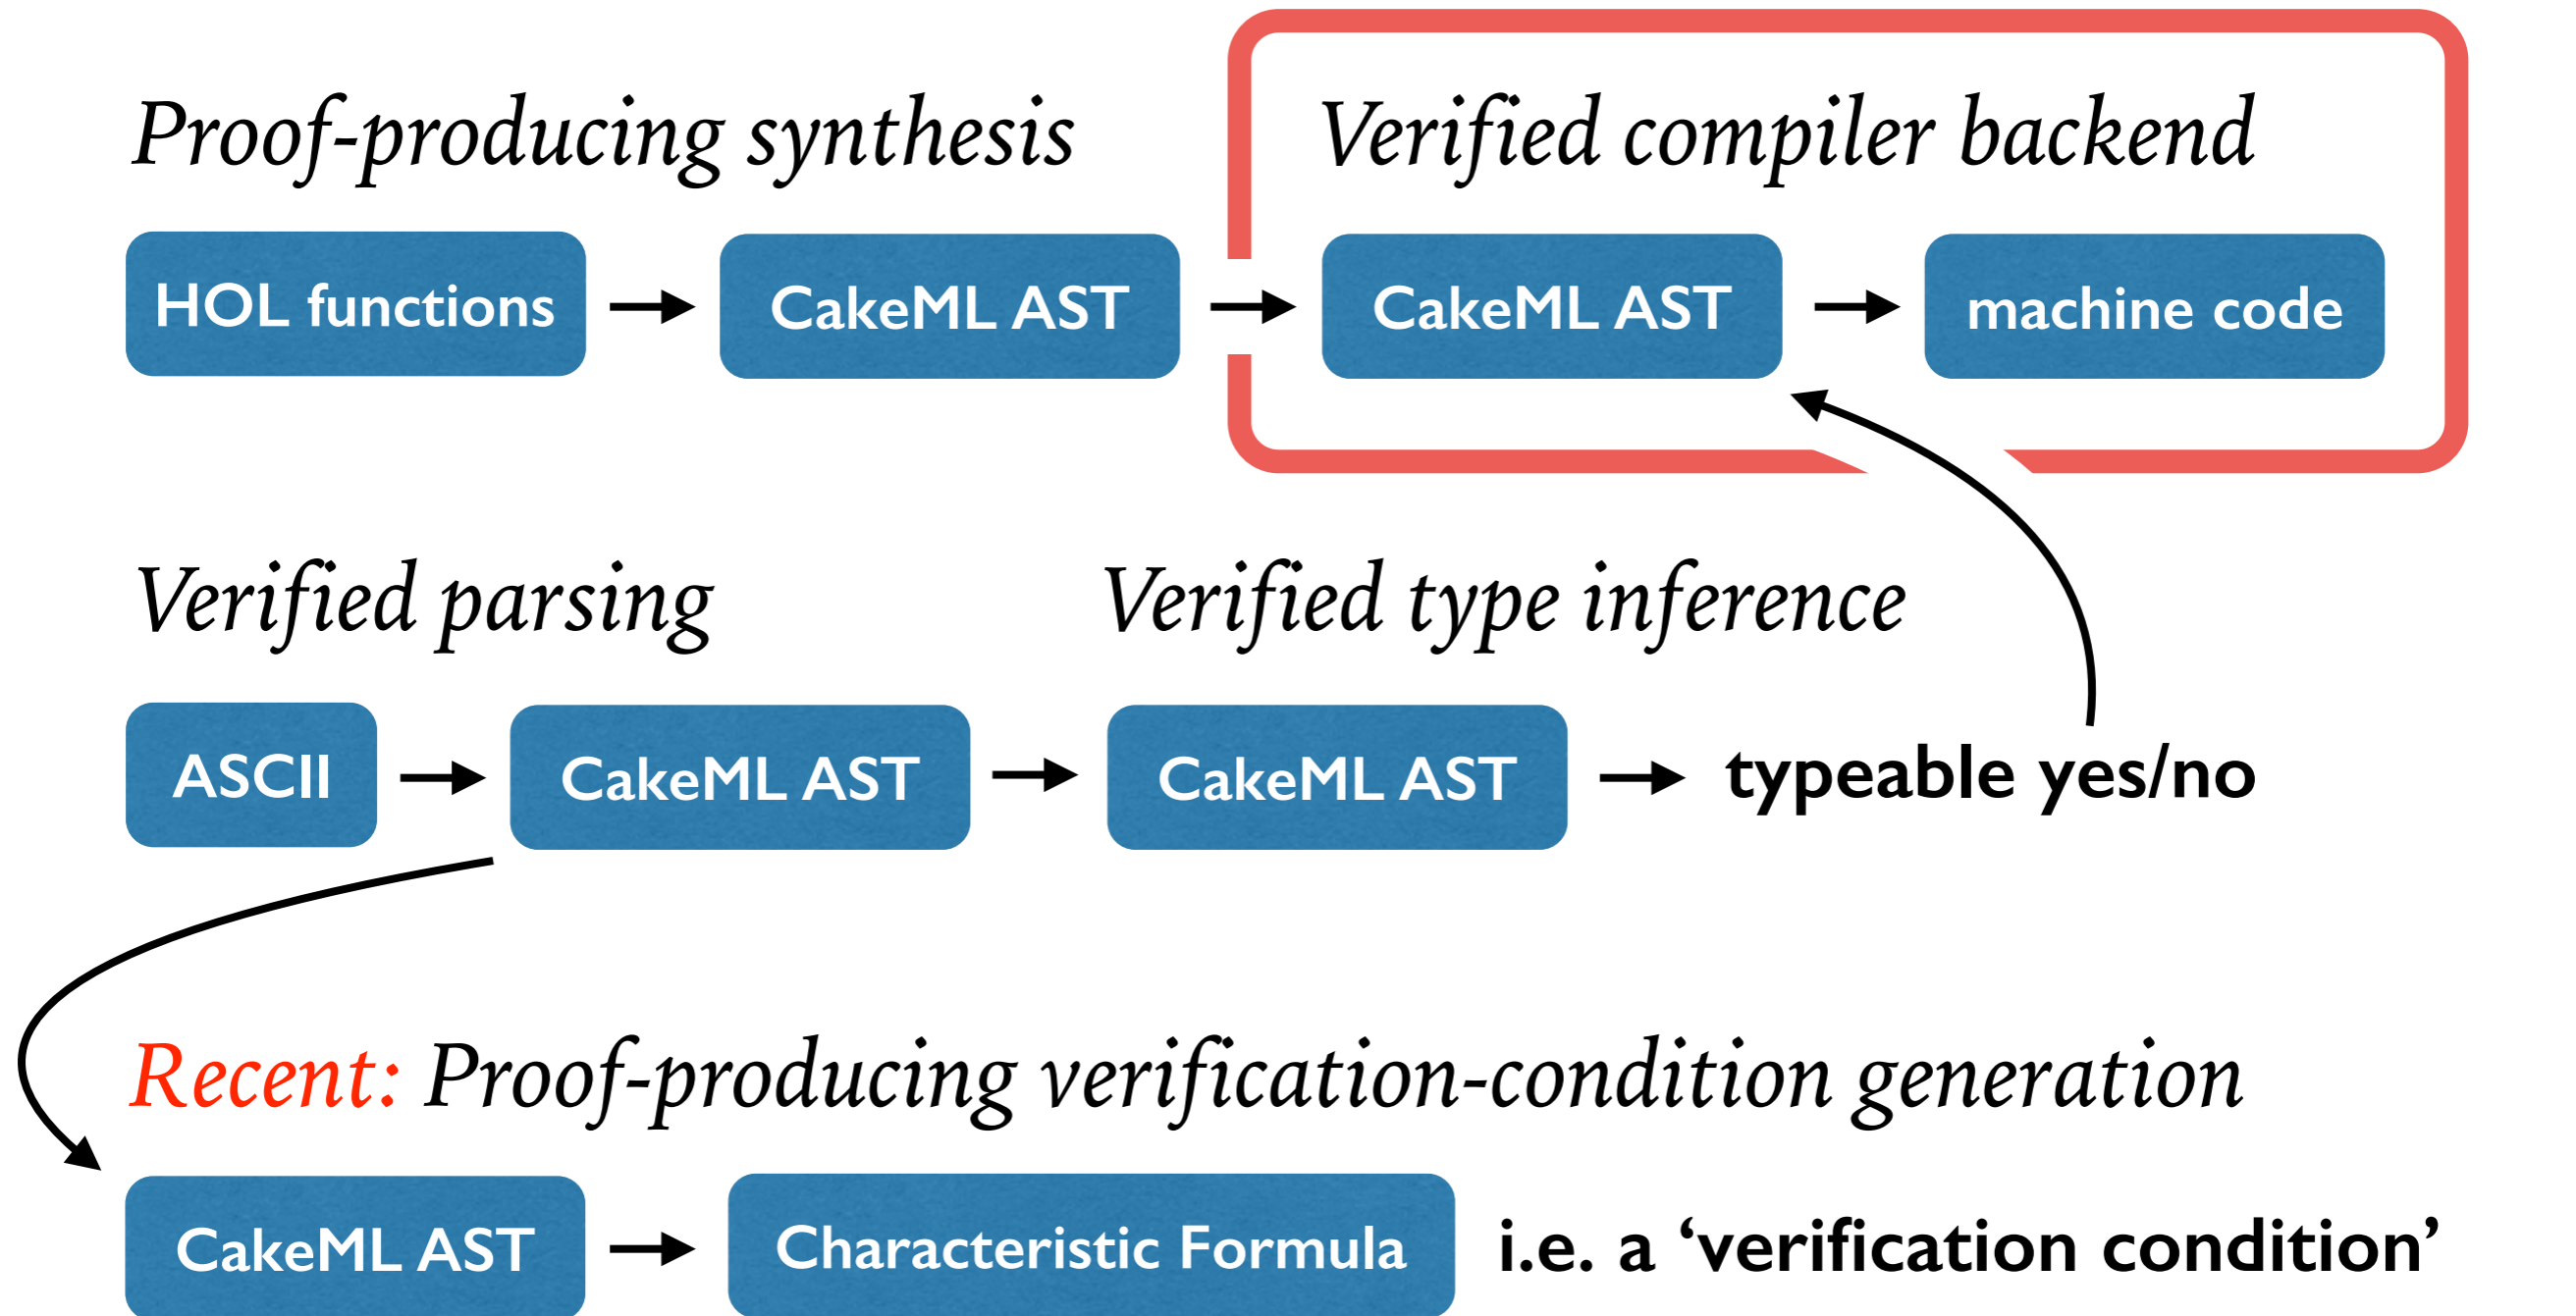 Proof-producing synthesis
Verified compiler backend
HOL functions
CakeML AST
CakeML AST
machine code
Verified parsing
Verified type inference
ASCII
CakeML AST
CakeML AST
typeable yes/no
Recent: Proof-producing verification-condition generation
CakeML AST
Characteristic Formula
i.e. a ‘verification condition’